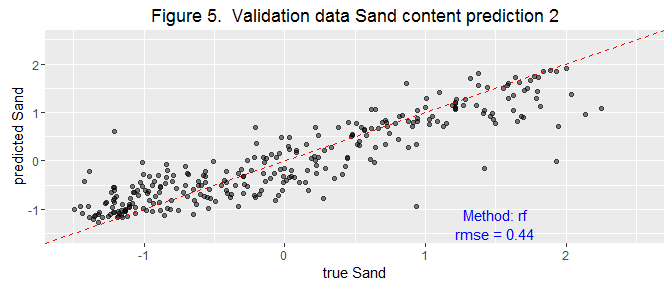 Figure 5. Validation data Sand content prediction 2
predicted Sand
2
1
0
-1
Method: rf
rmse = 0.44
-1
0
1
2
true Sand